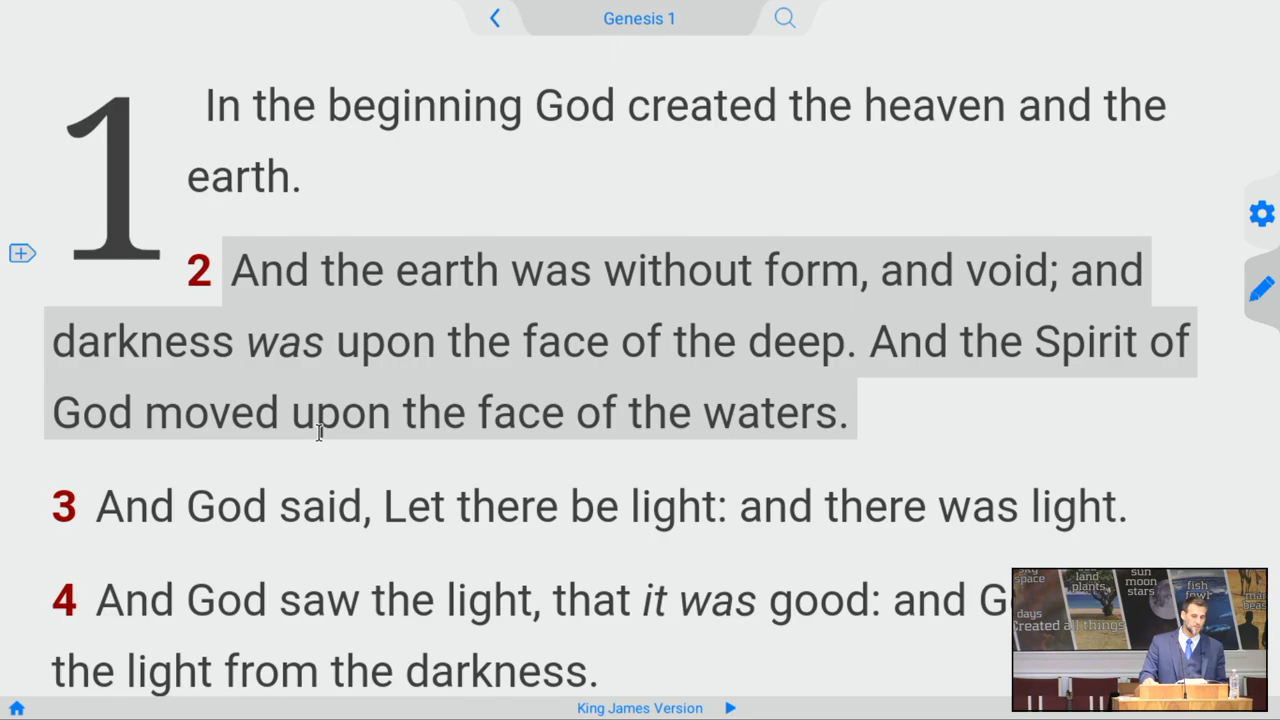 Genesis 1
1 In the beginning God created the heaven and the
earth.
2 And the earth was without form, and void; and
darkness was upon the face of the deep. And the Spirit of
God moved upon the face of the waters.
3 And God said, Let there be light: and there was light.
4 And God saw the light, that it was good: and G
the light from the darkness.
space
land
plants
sun
moon
stars
fish
fowl
days
Created all things
King James Version